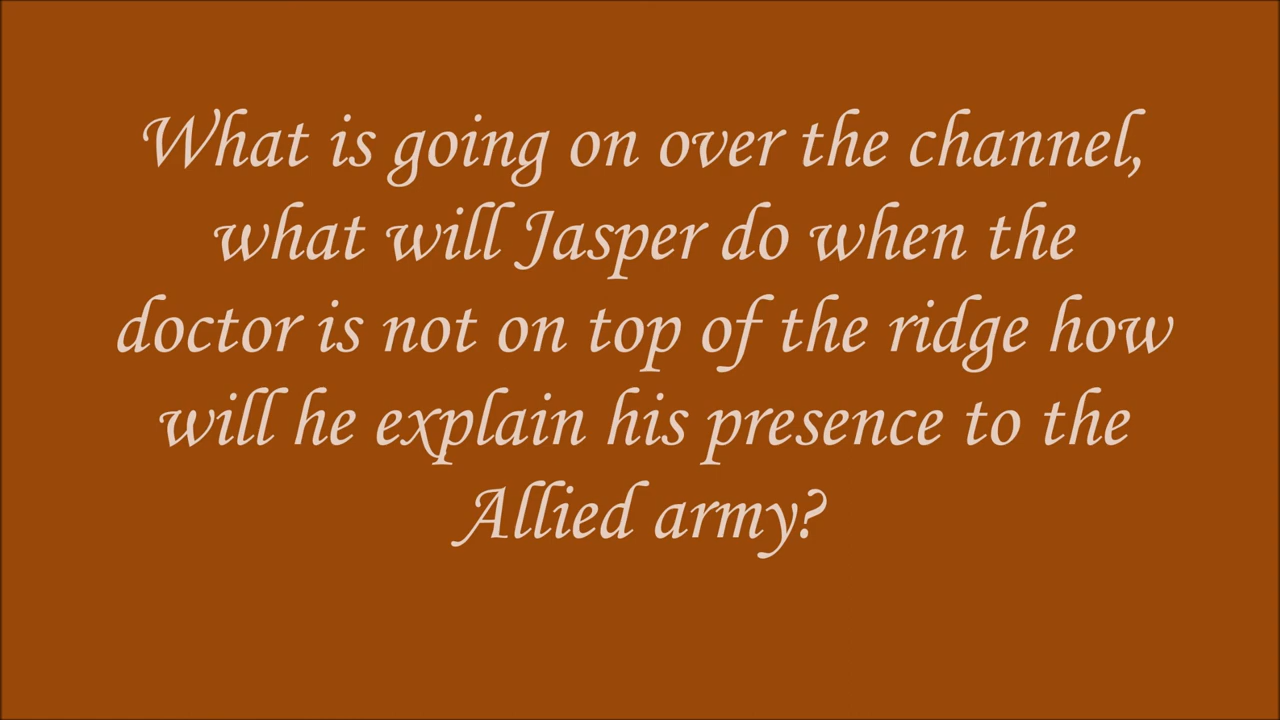 What is going on over the channel,
what will Jasper do when the
doctor is not on top of the ridge how
will he explain his presence to the
Allied army?